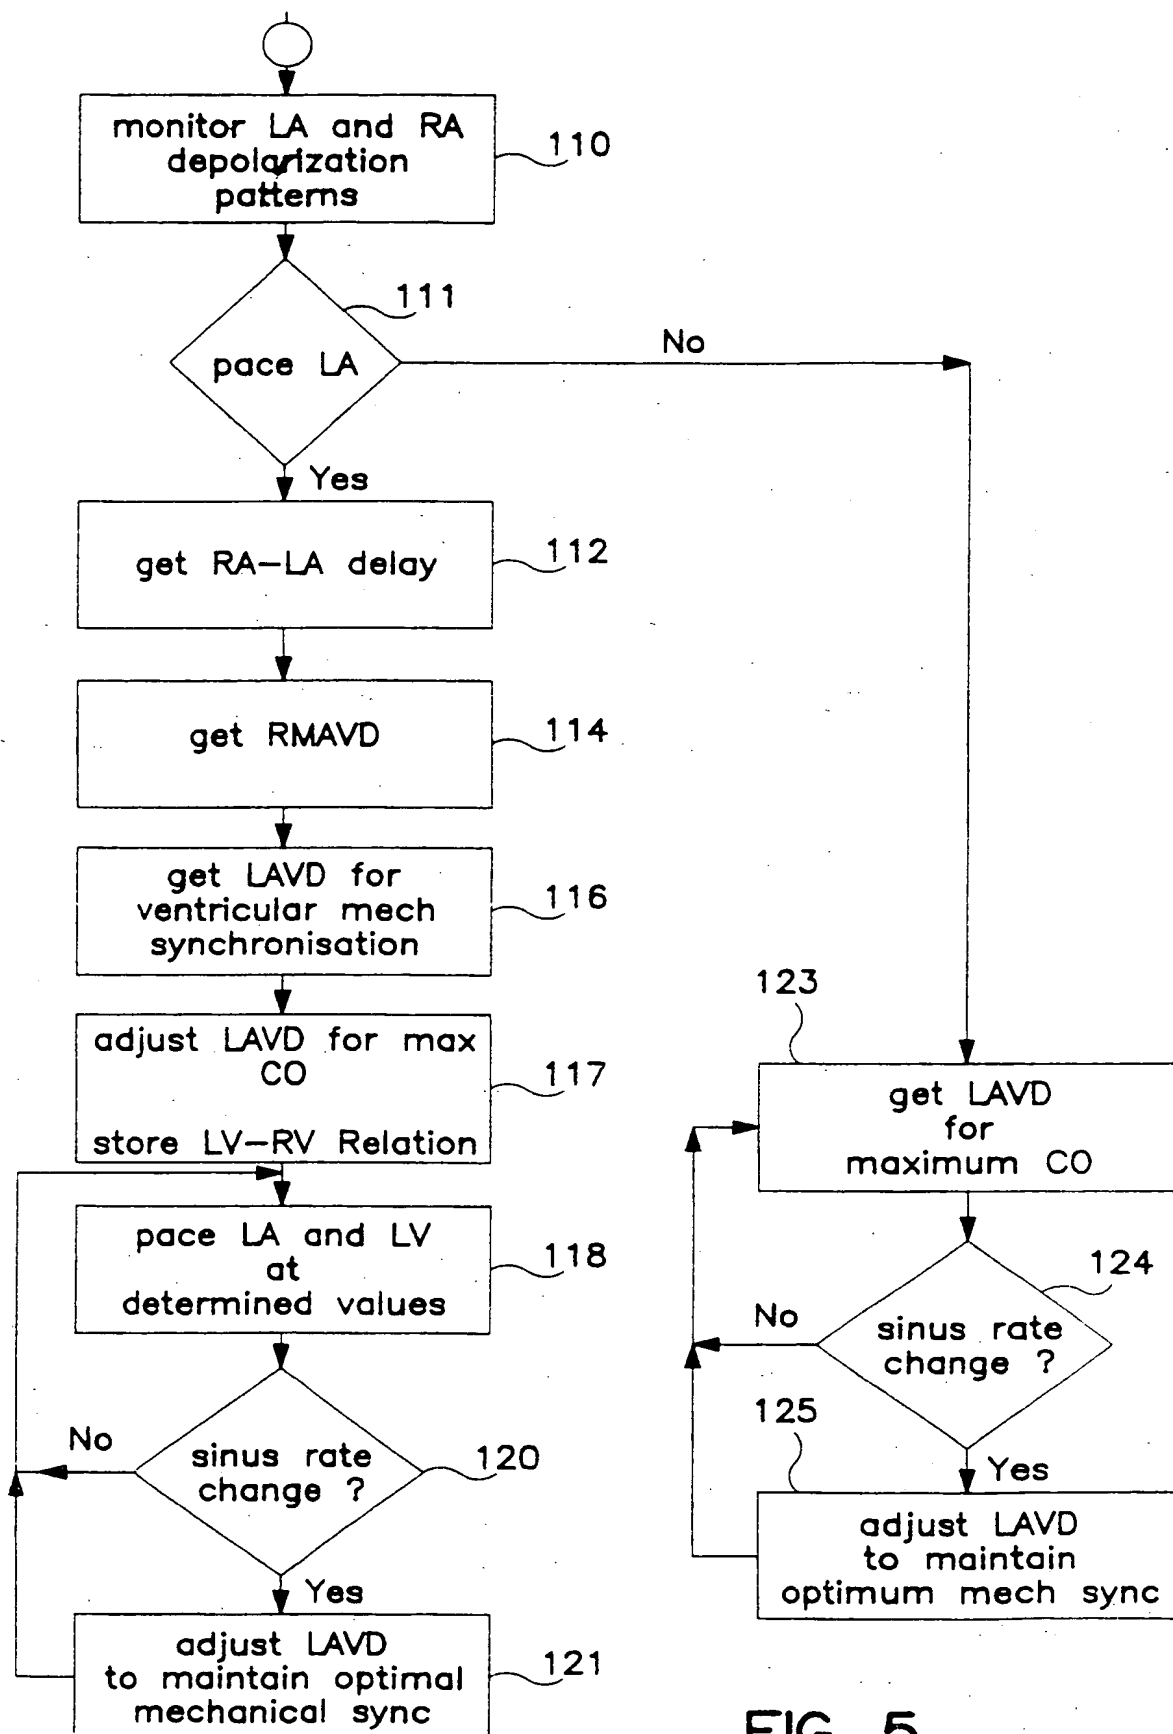 monitor LA and RA
depolarization
patterns
110
111
pace LA
No
Yes
get RA-LA delay
112
get RMAVD
114
get LAVD for
ventricular mech
synchronisation
116
adjust LAVD for max
CO
store LV-RV Relation
117
pace LA and LV
at
determined values
118
sinus rate
change ?
120
No
Yes
adjust LAVD
to maintain optimal
mechanical sync
121
123
get LAVD
for
maximum CO
124
sinus rate
change ?
No
Yes
125
adjust LAVD
to maintain
optimum mech sync
FIG. 5